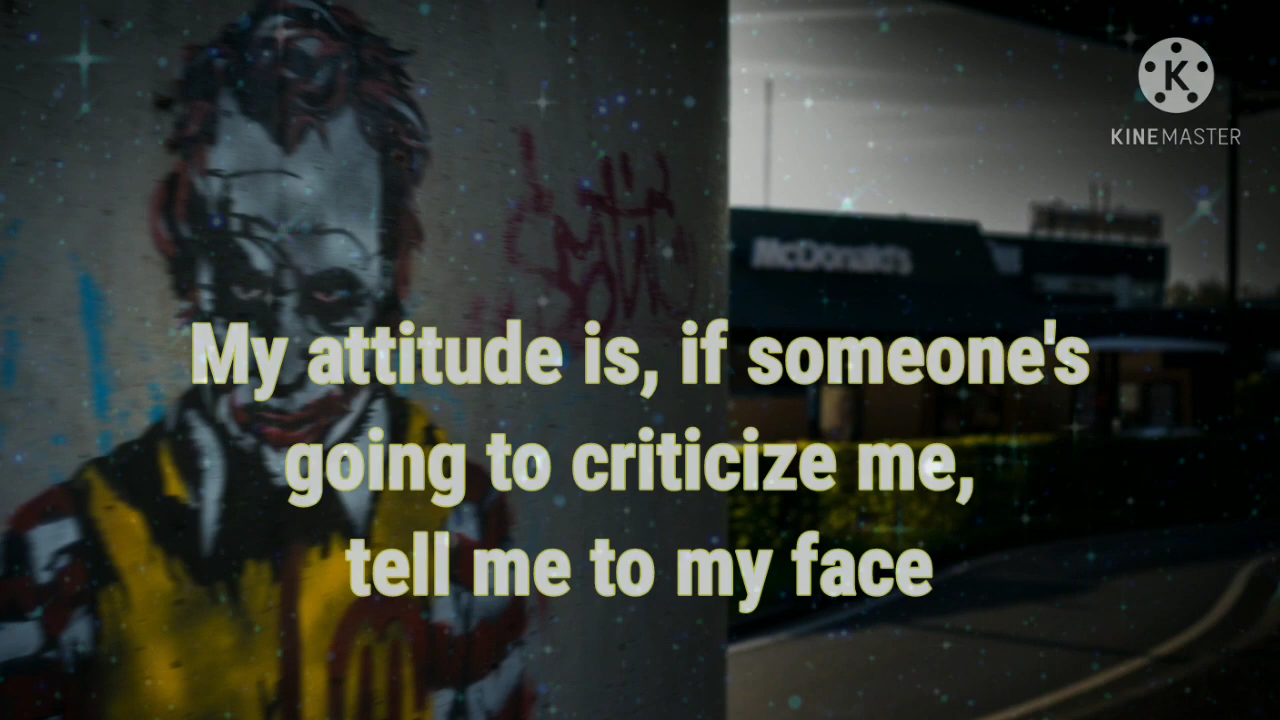 KINEMASTER
McDonald's
My attitude is, if someone's
going to criticize me,
tell me to my face